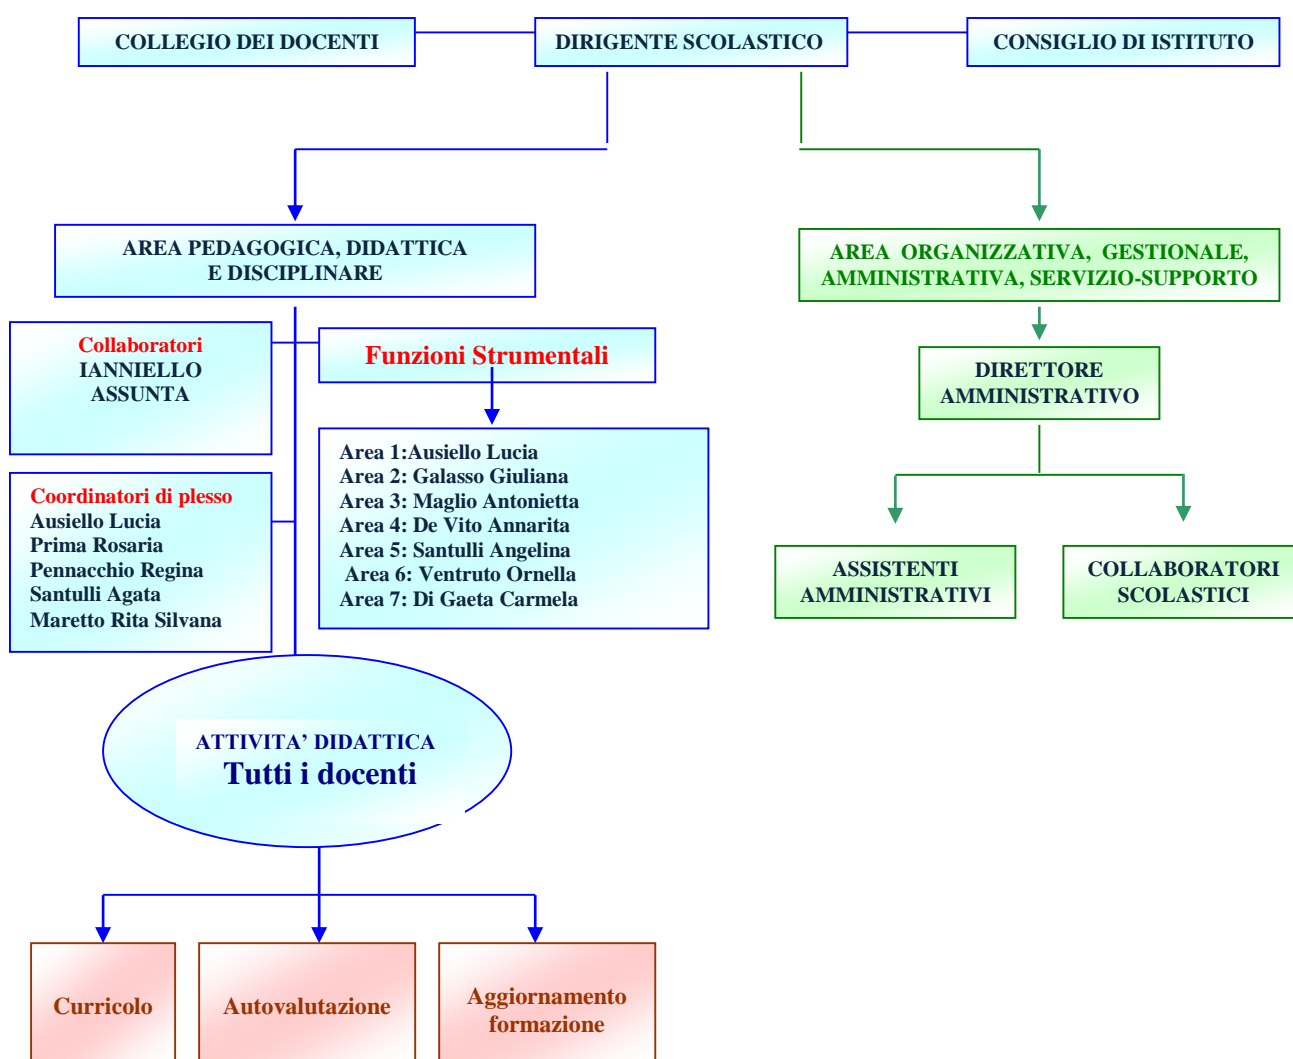 COLLEGIO DEI DOCENTI
DIRIGENTE SCOLASTICO
CONSIGLIO DI ISTITUTO
AREA PEDAGOGICA, DIDATTICA
E DISCIPLINARE
AREA ORGANIZZATIVA, GESTIONALE,
AMMINISTRATIVA, SERVIZIO-SUPPORTO
Collaboratori
IANNIELLO
ASSUNTA
Funzioni Strumentali
DIRETTORE
AMMINISTRATIVO
Coordinatori di plesso
Ausiello Lucia
Prima Rosaria
Pennacchio Regina
Santulli Agata
Maretto Rita Silvana
Area 1:Ausiello Lucia
Area 2: Galasso Giuliana
Area 3: Maglio Antonietta
Area 4: De Vito Annarita
Area 5: Santulli Angelina
Area 6: Ventruto Ornella
Area 7: Di Gaeta Carmela
ASSISTENTI
AMMINISTRATIVI
COLLABORATORI
SCOLASTICI
ATTIVITA’ DIDATTICA
Tutti i docenti
Curricolo
Autovalutazione
Aggiornamento
formazione